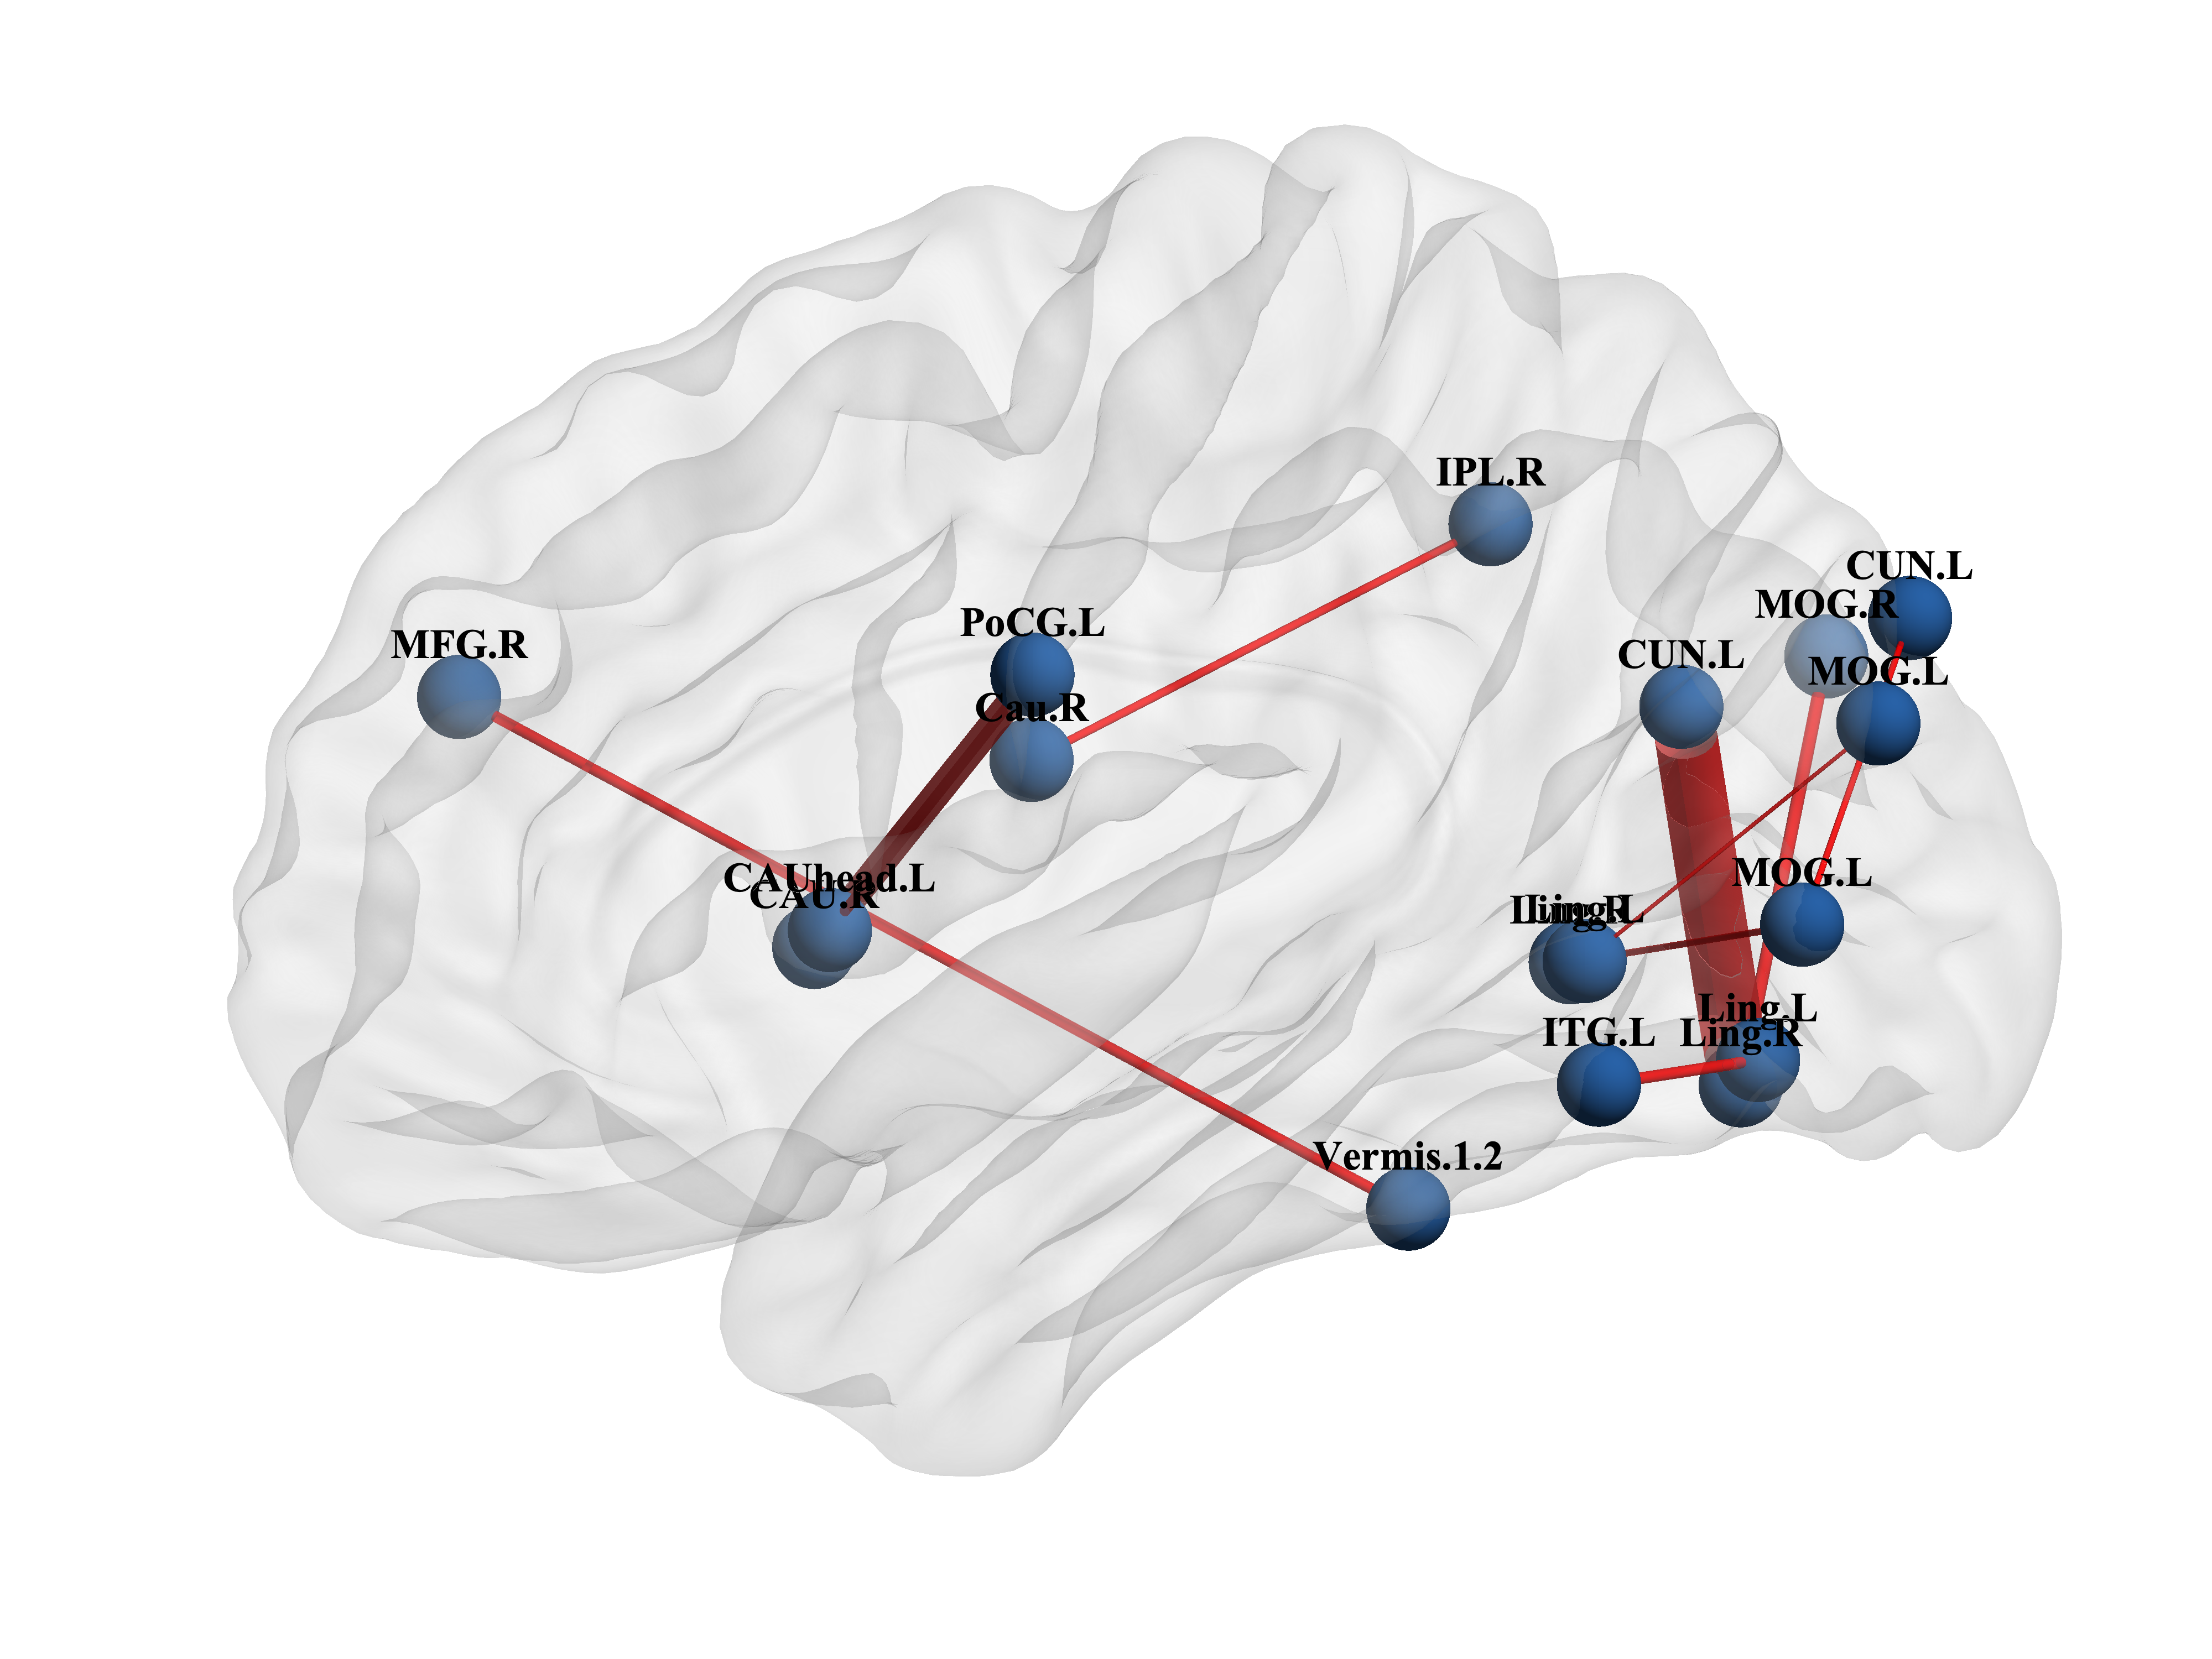 IPL.R
CUN.L
MOG.R
PoCG.L
MFG.R
CUN.L
MOG.L
Cau.R
MOG.L
CAUhead.L
CAU.R
Ling.L
Ling.R
Ling.L
ITG.L
Ling.R
Vermis.1.2